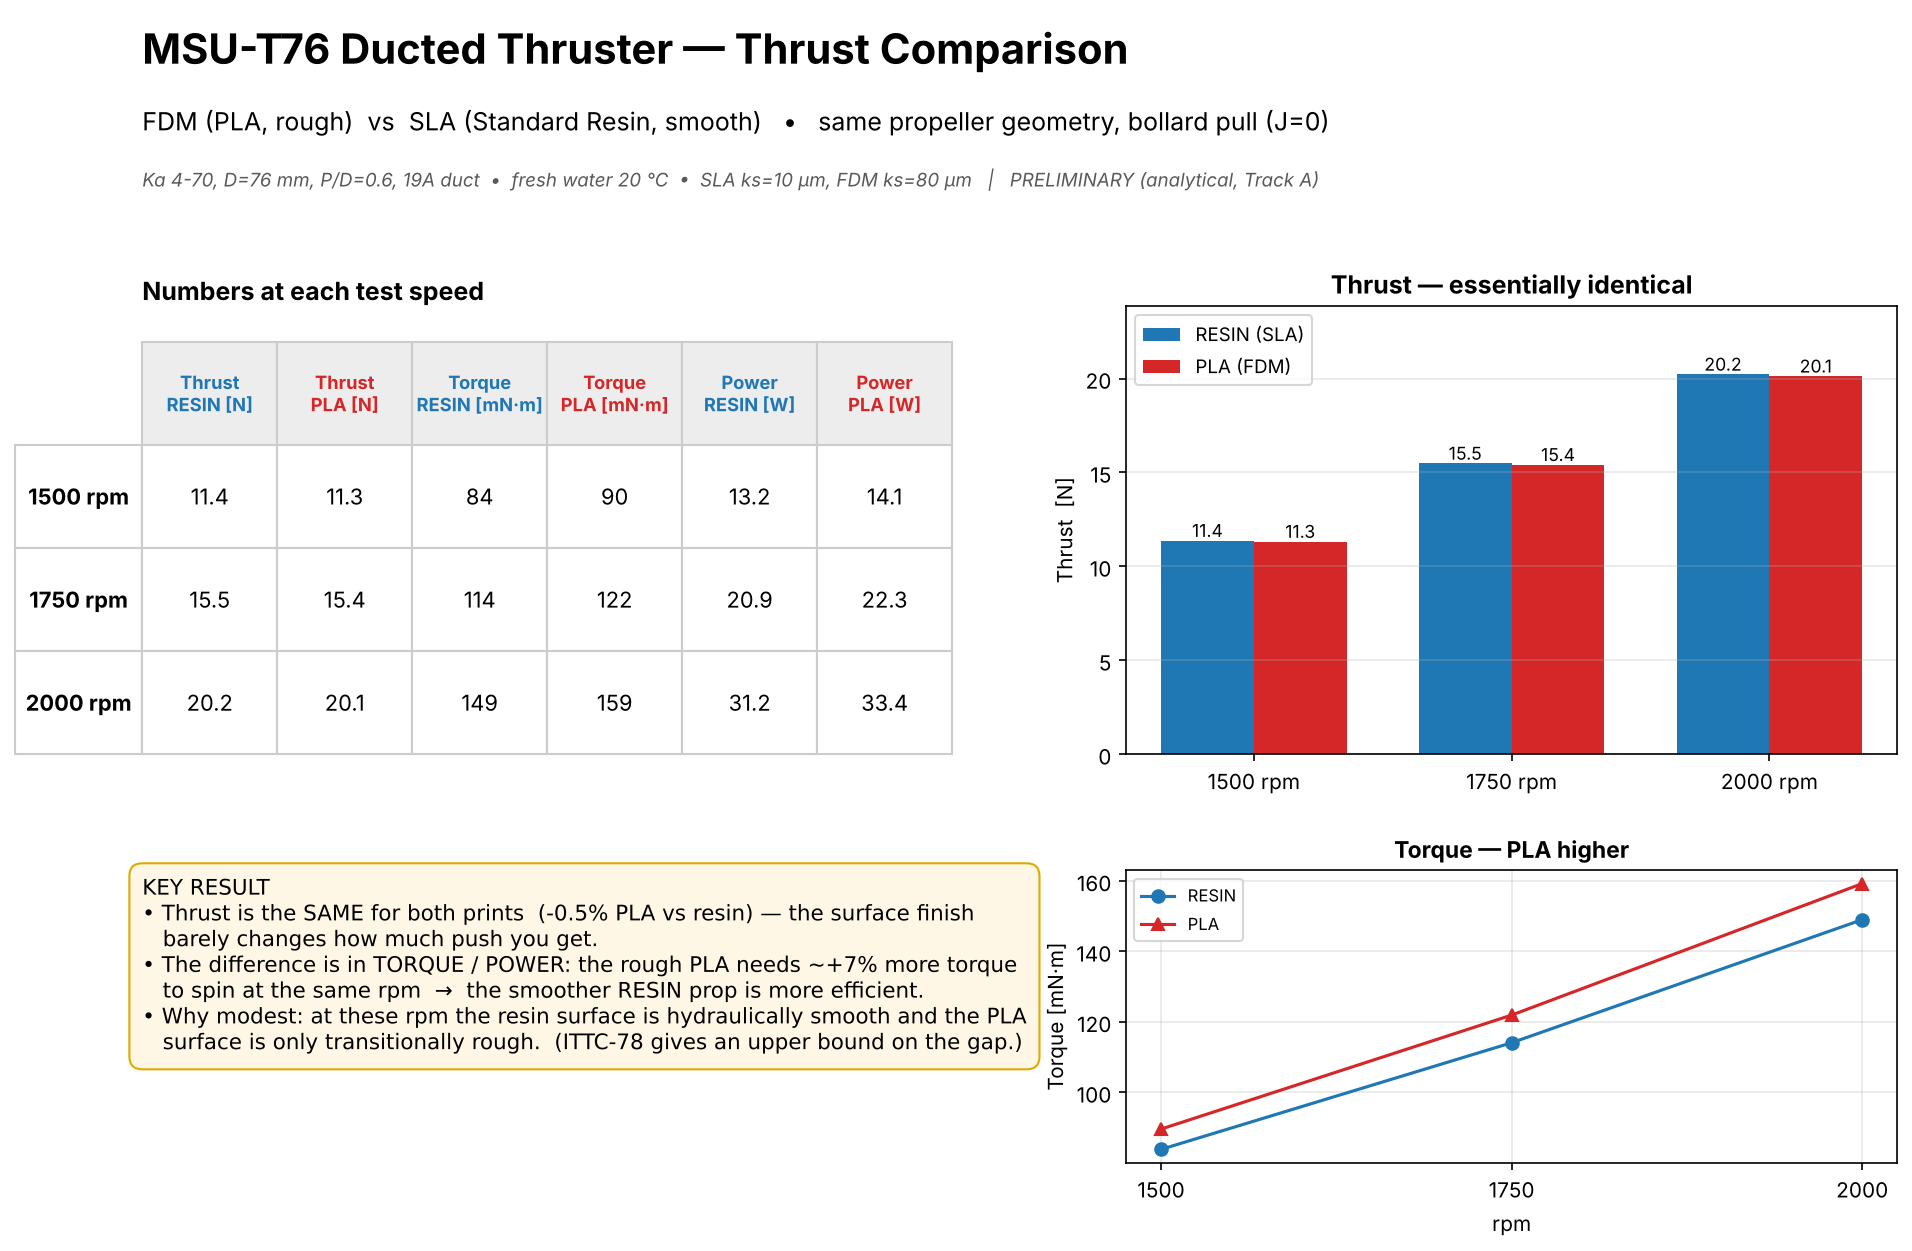 MSU-T76 Ducted Thruster — Thrust Comparison
FDM (PLA, rough)  vs  SLA (Standard Resin, smooth)   •   same propeller geometry, bollard pull (J=0)
Ka 4-70, D=76 mm, P/D=0.6, 19A duct  •  fresh water 20 °C  •  SLA ks=10 µm, FDM ks=80 µm   |   PRELIMINARY (analytical, Track A)
Numbers at each test speed
Thrust RESIN [N] Thrust PLA [N] Torque RESIN [mN·m] Torque PLA [mN·m] Power RESIN [W] Power PLA [W]
1500 rpm 11.4 11.3 84 90 13.2 14.1
1750 rpm 15.5 15.4 114 122 20.9 22.3
2000 rpm 20.2 20.1 149 159 31.2 33.4
Thrust — essentially identical
RESIN (SLA)
PLA (FDM)
Thrust  [N]
20
15
10
5
0
11.4 11.3 15.5 15.4 20.2 20.1
1500 rpm 1750 rpm 2000 rpm
KEY RESULT
• Thrust is the SAME for both prints  (-0.5% PLA vs resin) — the surface finish
barely changes how much push you get.
• The difference is in TORQUE / POWER: the rough PLA needs ~+7% more torque
to spin at the same rpm  →  the smoother RESIN prop is more efficient.
• Why modest: at these rpm the resin surface is hydraulically smooth and the PLA
surface is only transitionally rough.  (ITTC-78 gives an upper bound on the gap.)
Torque — PLA higher
RESIN
PLA
Torque [mN·m]
160
140
120
100
1500 1750 2000
rpm